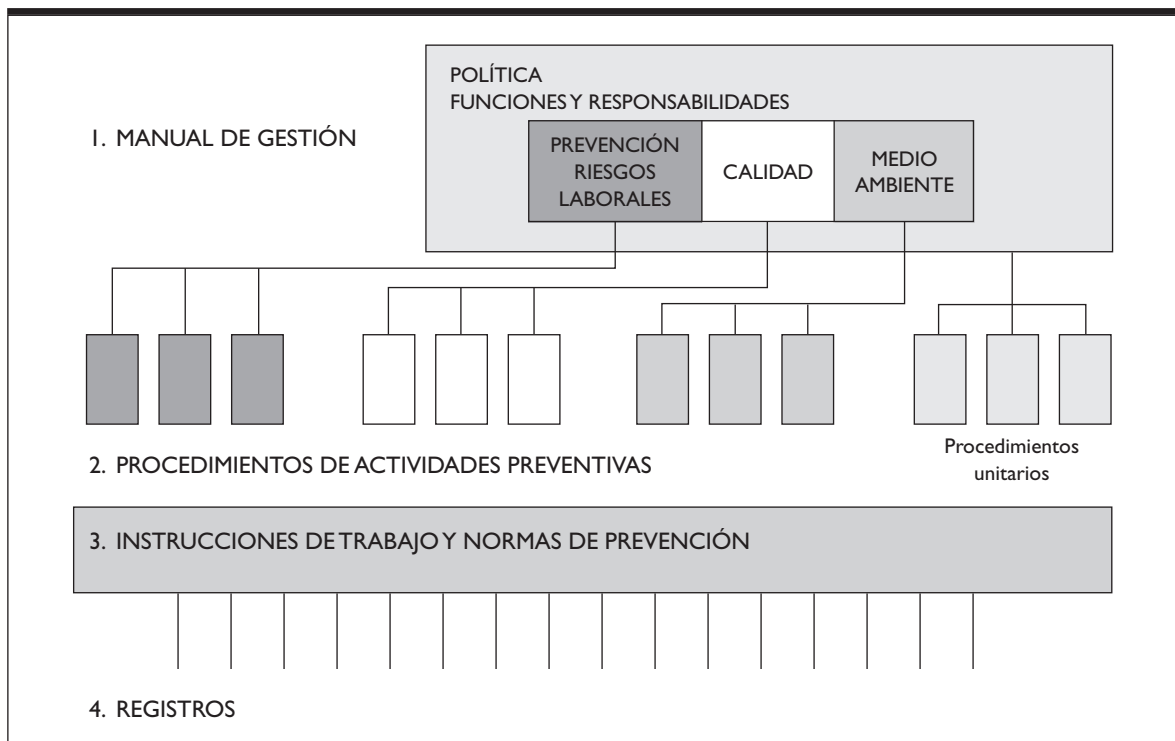 POLÍTICA
FUNCIONES Y RESPONSABILIDADES
1. MANUAL DE GESTIÓN
PREVENCIÓN
RIESGOS
LABORALES
CALIDAD
MEDIO
AMBIENTE
Procedimientos
unitarios
2. PROCEDIMIENTOS DE ACTIVIDADES PREVENTIVAS
3. INSTRUCCIONES DE TRABAJO Y NORMAS DE PREVENCIÓN
4. REGISTROS